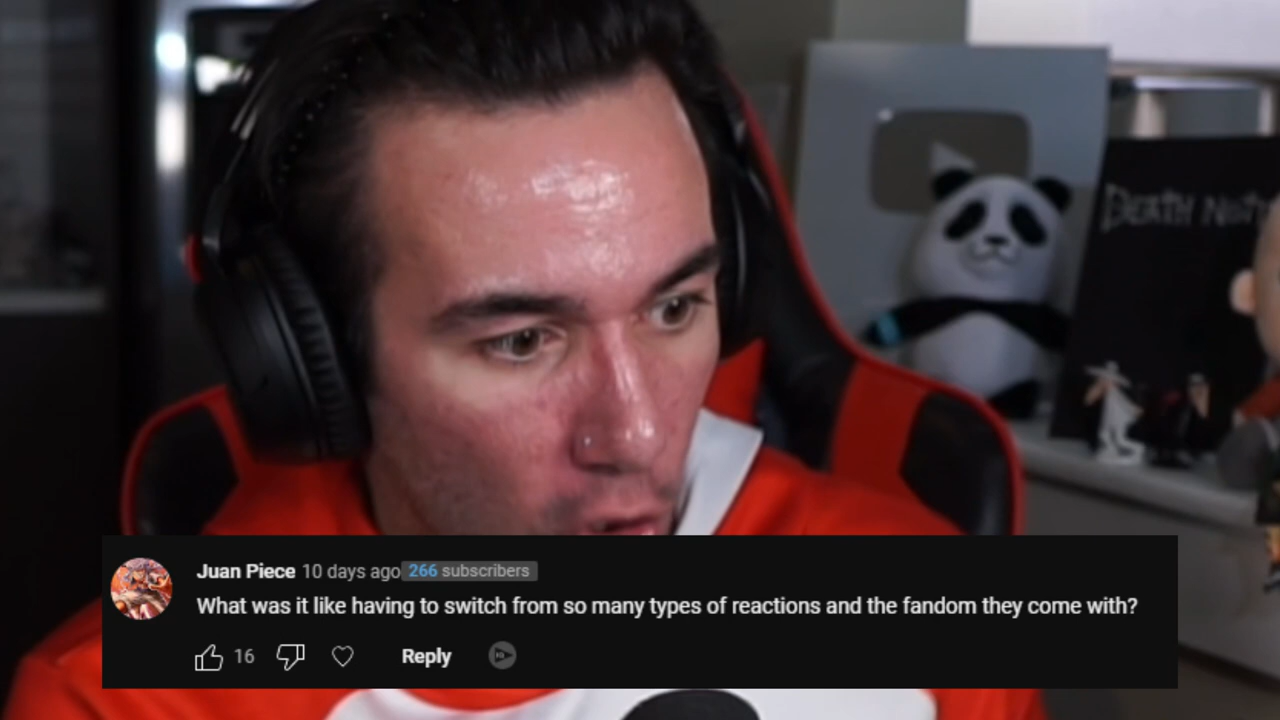 DEATH NOTE
Juan Piece 10 days ago 266 subscribers
What was it like having to switch from so many types of reactions and the fandom they come with?
16 Reply